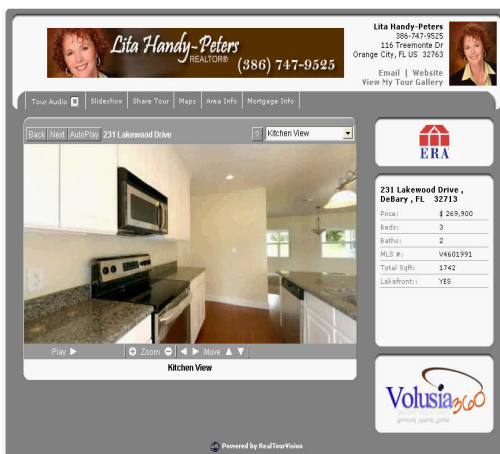 Lita Handy-Peters
REALTOR®
(386) 747-9525
Lita Handy-Peters
386-747-9525
116 Treemonte Dr
Orange City, FL US 32763
Email | Website
View My Tour Gallery
Tour Audio | Slideshow | Share Tour | Maps | Area Info | Mortgage Info
Back Next AutoPlay 231 Lakewood Drive ? Kitchen View
ERA
231 Lakewood Drive ,
DeBary , FL 32713
Price: $ 269,900
Beds: 3
Baths: 2
MLS #: V4601991
Total Sqft: 1742
Lakefront:: YES
Play Zoom Move
Kitchen View
Volusia360
Powered by RealTourVision